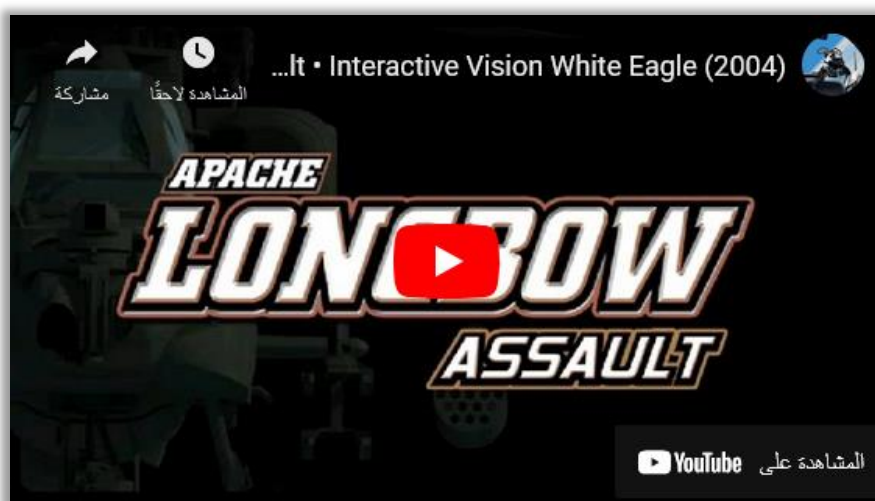 ...lt • Interactive Vision White Eagle (2004)
المشاهدة لاحقًا
مشاركة
APACHE
LONGBOW
ASSAULT
المشاهدة على YouTube